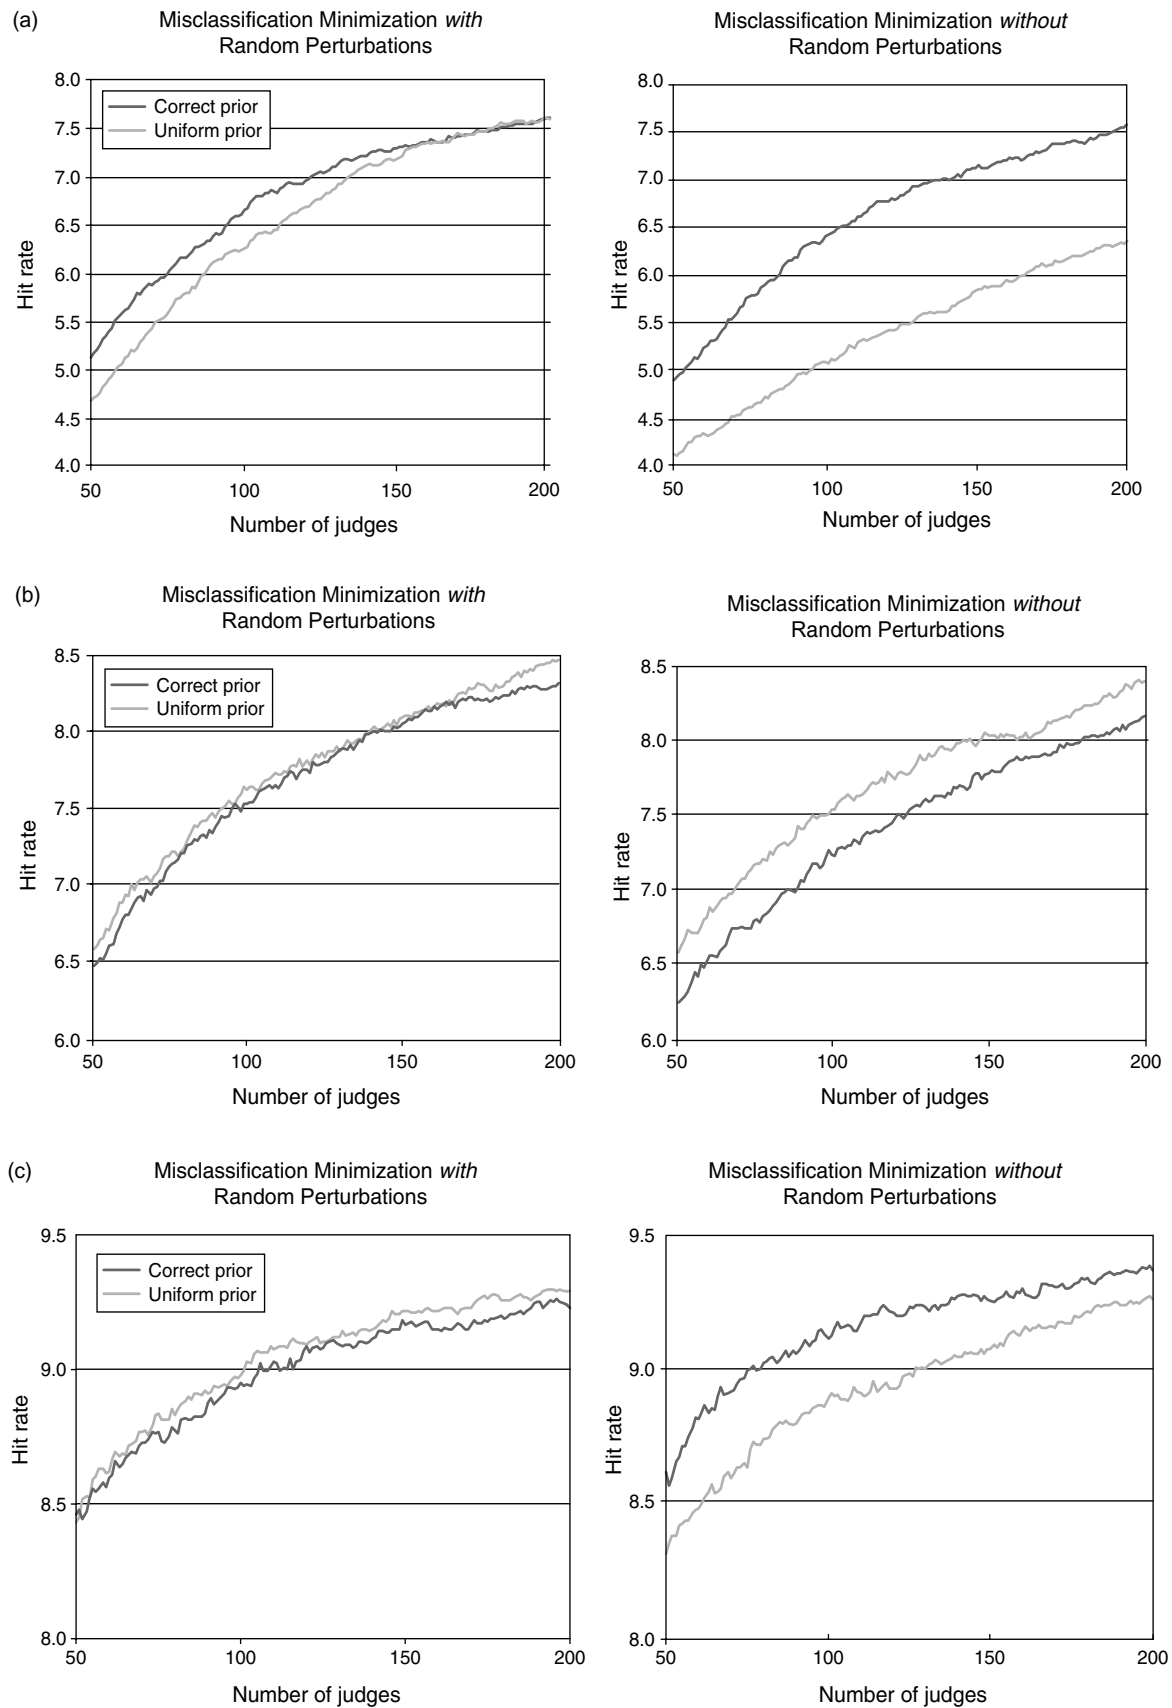 (a)
Misclassification Minimization with
Random Perturbations
8.0
7.5
7.0
6.5
6.0
5.5
5.0
4.5
4.0
Hit rate
Correct prior
Uniform prior
50 100 150 200
Number of judges
Misclassification Minimization without
Random Perturbations
8.0
7.5
7.0
6.5
6.0
5.5
5.0
4.5
4.0
Hit rate
50 100 150 200
Number of judges
(b)
Misclassification Minimization with
Random Perturbations
8.5
8.0
7.5
7.0
6.5
6.0
Hit rate
Correct prior
Uniform prior
50 100 150 200
Number of judges
Misclassification Minimization without
Random Perturbations
8.5
8.0
7.5
7.0
6.5
6.0
Hit rate
50 100 150 200
Number of judges
(c)
Misclassification Minimization with
Random Perturbations
9.5
9.0
8.5
8.0
Hit rate
Correct prior
Uniform prior
50 100 150 200
Number of judges
Misclassification Minimization without
Random Perturbations
9.5
9.0
8.5
8.0
Hit rate
50 100 150 200
Number of judges